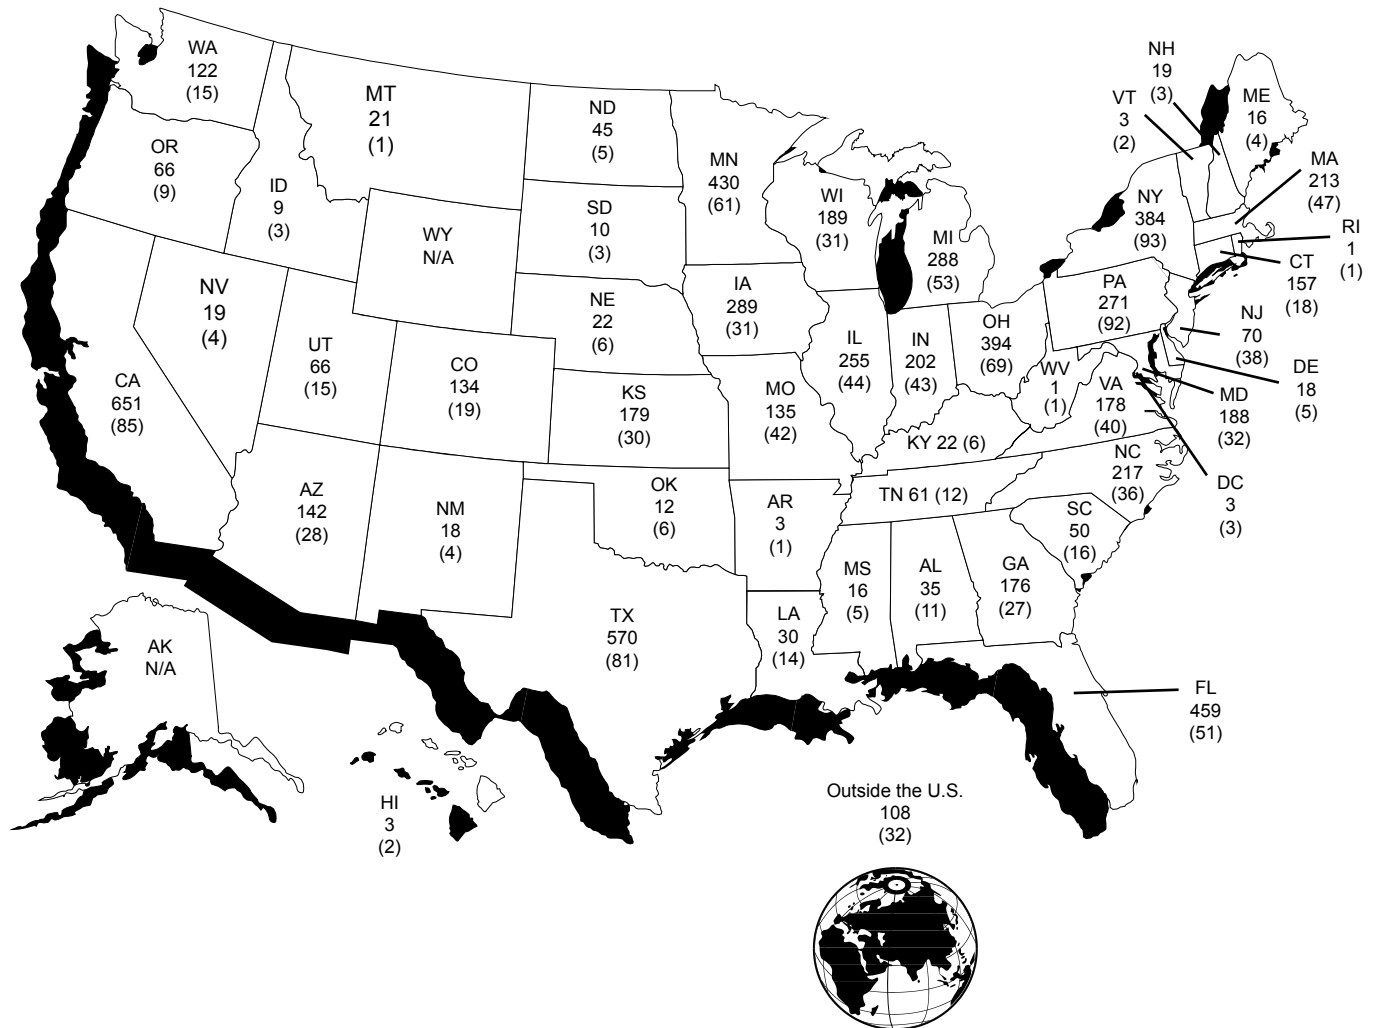 WA
122
(15)
OR
66
(9)
CA
651
(85)
ID
9
(3)
NV
19
(4)
MT
21
(1)
WY
N/A
UT
66
(15)
AZ
142
(28)
CO
134
(19)
NM
18
(4)
ND
45
(5)
SD
10
(3)
NE
22
(6)
KS
179
(30)
OK
12
(6)
TX
570
(81)
MN
430
(61)
IA
289
(31)
MO
135
(42)
AR
3
(1)
LA
30
(14)
WI
189
(31)
IL
255
(44)
MI
288
(53)
IN
202
(43)
OH
394
(69)
KY 22 (6)
TN 61 (12)
MS
16
(5)
AL
35
(11)
GA
176
(27)
FL
459
(51)
SC
50
(16)
NC
217
(36)
VA
178
(40)
WV
1
(1)
PA
271
(92)
NY
384
(93)
VT
3
(2)
NH
19
(3)
ME
16
(4)
MA
213
(47)
RI
1
(1)
CT
157
(18)
NJ
70
(38)
DE
18
(5)
MD
188
(32)
DC
3
(3)
AK
N/A
HI
3
(2)
Outside the U.S.
108
(32)